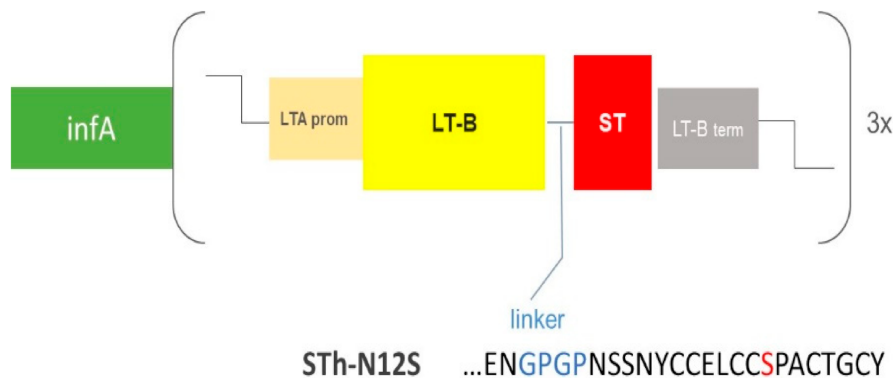 infA LTA prom LT-B ST LT-B term 3x
linker
STh-N12S ...ENGPGPNSSNYCCELCCSPACTGCY